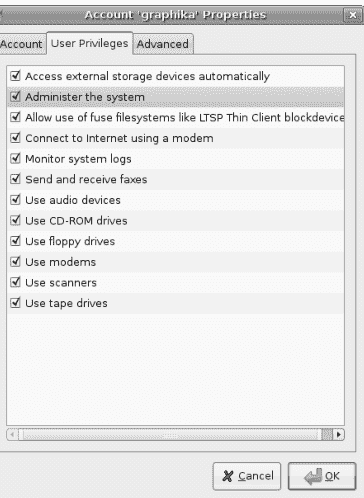 Account 'graphika' Properties
Account User Privileges Advanced
Access external storage devices automatically
Administer the system
Allow use of fuse filesystems like LTSP Thin Client blockdevice
Connect to Internet using a modem
Monitor system logs
Send and receive faxes
Use audio devices
Use CD-ROM drives
Use floppy drives
Use modems
Use scanners
Use tape drives
Cancel OK